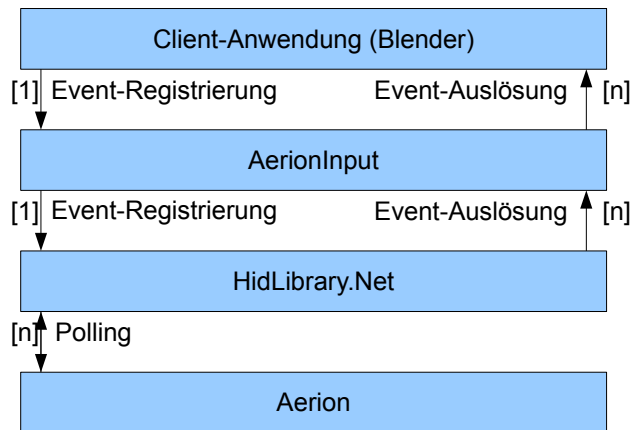 Client-Anwendung (Blender)
[1] Event-Registrierung Event-Auslösung [n]
AerionInput
[1] Event-Registrierung Event-Auslösung [n]
HidLibrary.Net
[n] Polling
Aerion